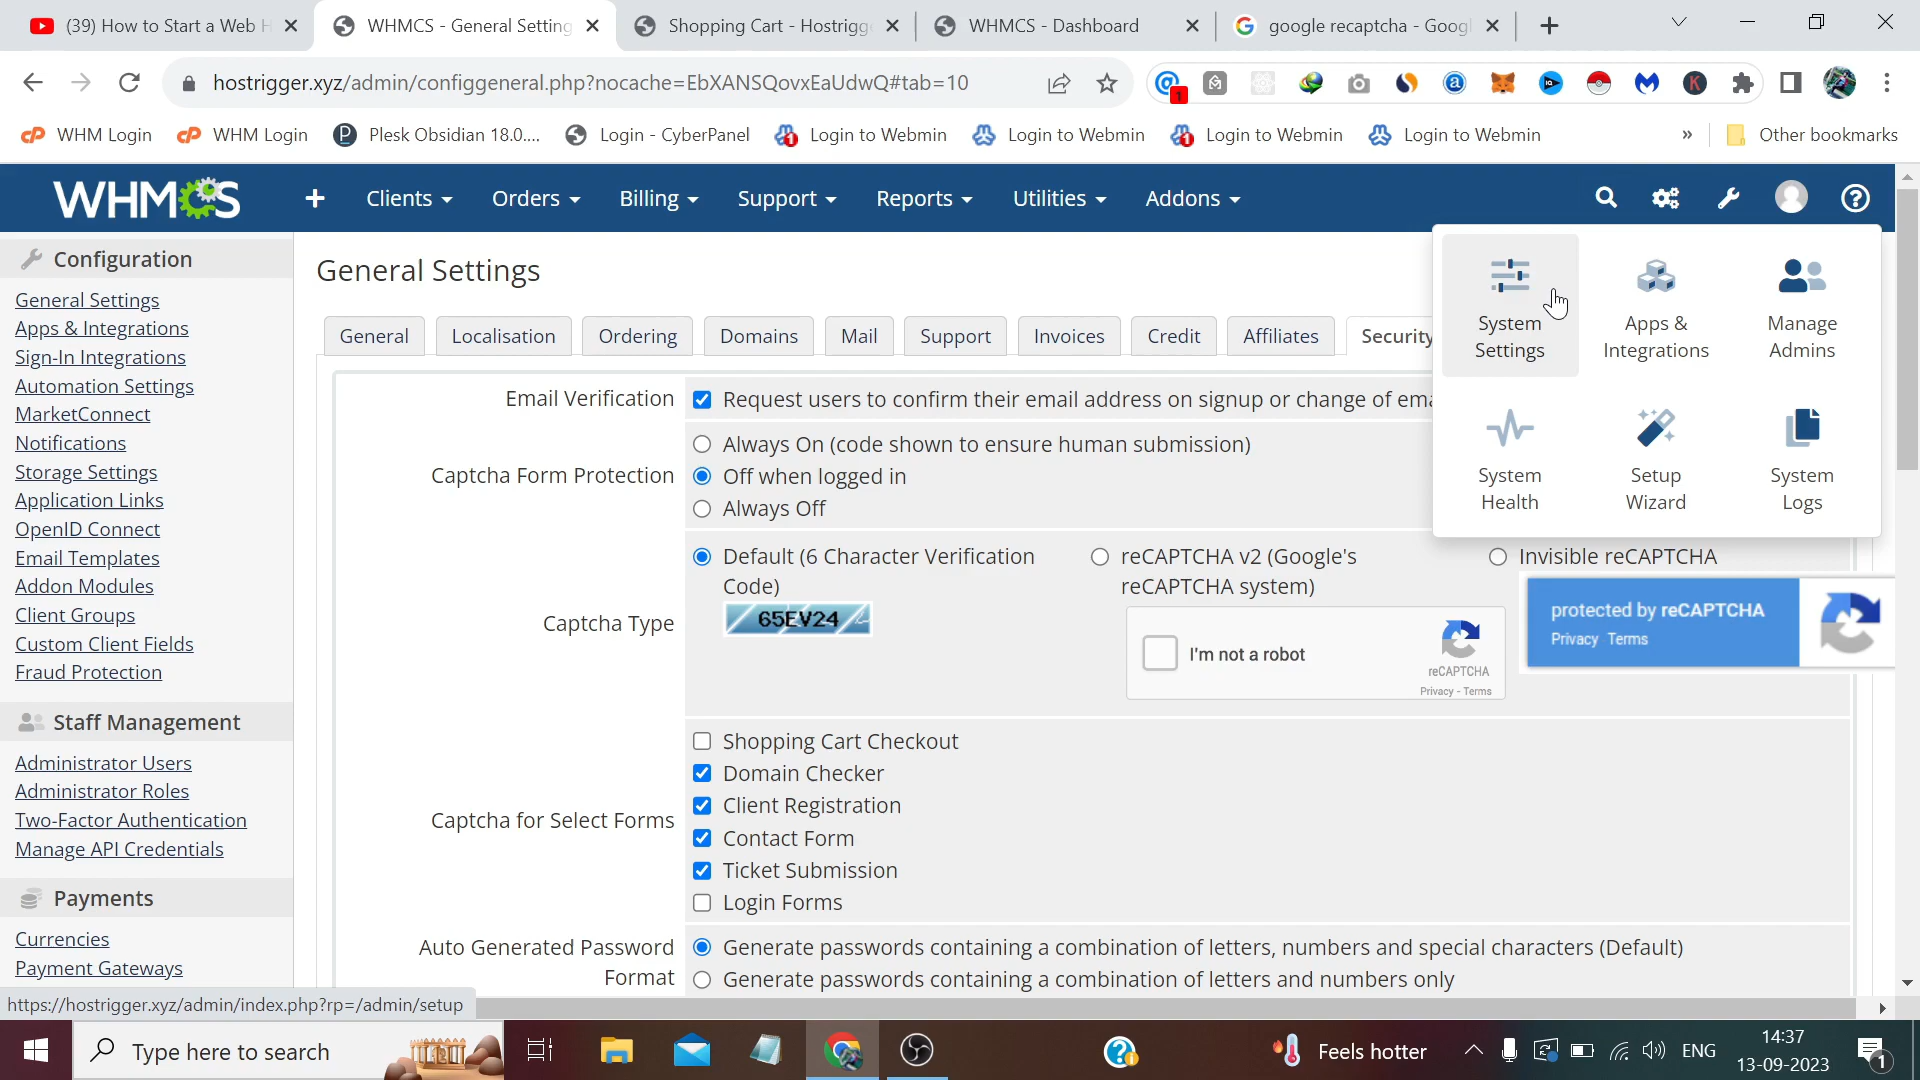 (39) How to Start a Web H
WHMCS - General Setting
Shopping Cart - Hostrigge
WHMCS - Dashboard
google recaptcha - Googl
hostrigger.xyz/admin/configgeneral.php?nocache=EbXANSQovxEaUdwQ#tab=10
WHM Login
WHM Login
Plesk Obsidian 18.0....
Login - CyberPanel
Login to Webmin
Login to Webmin
Login to Webmin
Login to Webmin
»
Other bookmarks
WHMCS
Clients
Orders
Billing
Support
Reports
Utilities
Addons
Configuration
General Settings
Apps & Integrations
Sign-In Integrations
Automation Settings
MarketConnect
Notifications
Storage Settings
Application Links
OpenID Connect
Email Templates
Addon Modules
Client Groups
Custom Client Fields
Fraud Protection
Staff Management
Administrator Users
Administrator Roles
Two-Factor Authentication
Manage API Credentials
Payments
Currencies
Payment Gateways
https://hostrigger.xyz/admin/index.php?rp=/admin/setup
General Settings
General
Localisation
Ordering
Domains
Mail
Support
Invoices
Credit
Affiliates
Security
System
Settings
Apps &
Integrations
Manage
Admins
System
Health
Setup
Wizard
System
Logs
Email Verification
Request users to confirm their email address on signup or change of ema
Captcha Form Protection
Always On (code shown to ensure human submission)
Off when logged in
Always Off
Captcha Type
Default (6 Character Verification
Code)
65EV24
reCAPTCHA v2 (Google's
reCAPTCHA system)
I'm not a robot
reCAPTCHA
Privacy - Terms
Invisible reCAPTCHA
protected by reCAPTCHA
Privacy Terms
Captcha for Select Forms
Shopping Cart Checkout
Domain Checker
Client Registration
Contact Form
Ticket Submission
Login Forms
Auto Generated Password
Format
Generate passwords containing a combination of letters, numbers and special characters (Default)
Generate passwords containing a combination of letters and numbers only
Type here to search
Feels hotter
ENG
14:37
13-09-2023
1